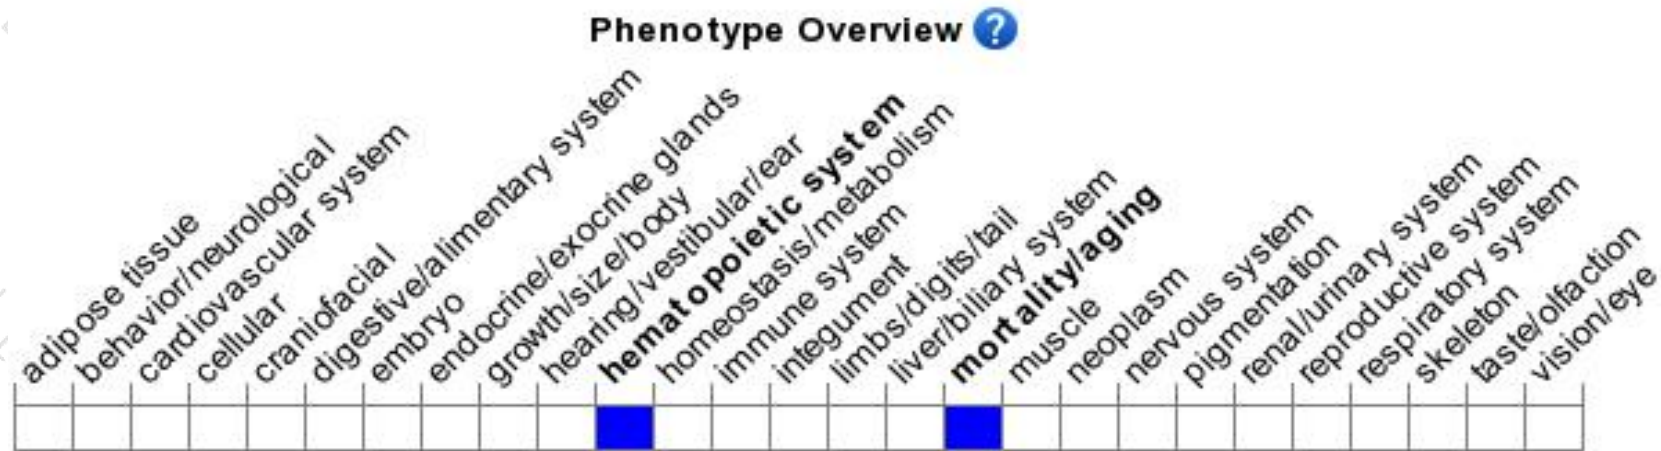 Phenotype Overview ?
adipose tissue
behavior/neurological
cardiovascular system
cellular
craniofacial
digestive/alimentary system
embryo
endocrine/exocrine glands
growth/size/body
hearing/vestibular/ear
hematopoietic system
homeostasis/metabolism
immune system
integument
limbs/digits/tail
liver/biliary system
mortality/aging
muscle
neoplasm
nervous system
pigmentation
renal/urinary system
reproductive system
respiratory system
skeleton
taste/olfaction
vision/eye